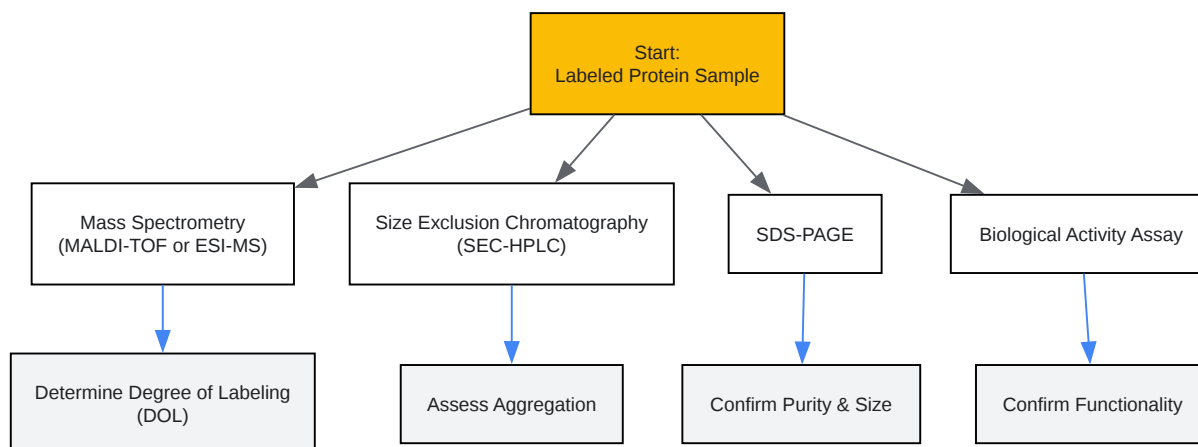 Start:
Labeled Protein Sample
Mass Spectrometry
(MALDI-TOF or ESI-MS)
Size Exclusion Chromatography
(SEC-HPLC)
SDS-PAGE
Biological Activity Assay
Determine Degree of Labeling
(DOL)
Assess Aggregation
Confirm Purity & Size
Confirm Functionality